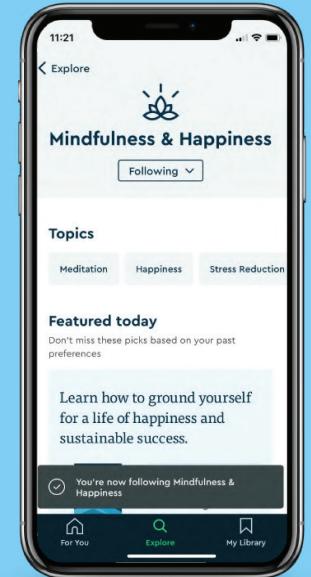 11:21
Explore
Mindfulness & Happiness
Following
Topics
Meditation Happiness Stress Reduction
Featured today
Don't miss these picks based on your past
preferences
Learn how to ground yourself
for a life of happiness and
sustainable success.
You're now following Mindfulness &
Happiness
For You Explore My Library